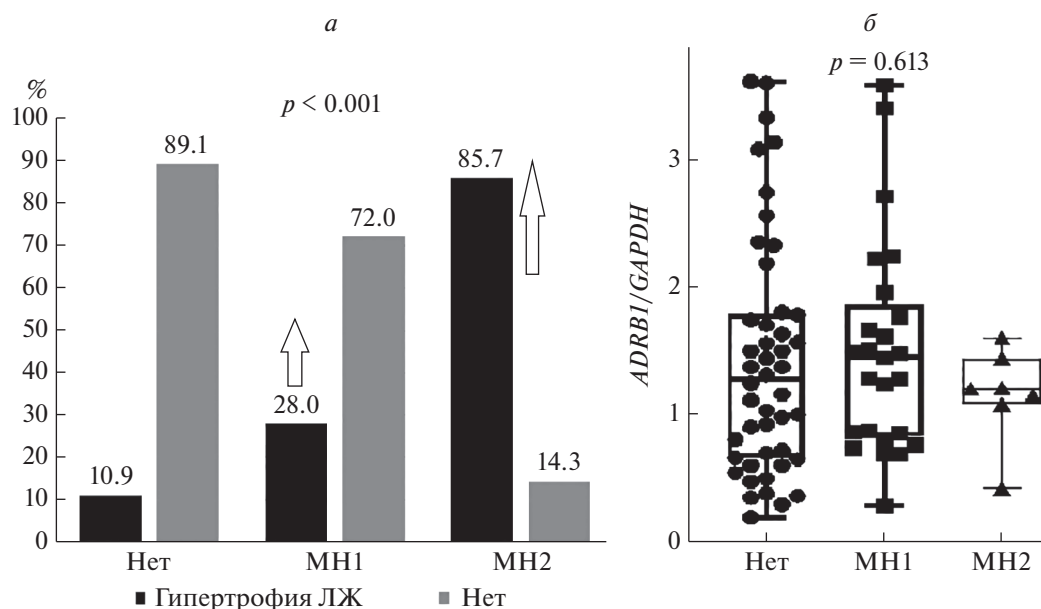 а
%
p < 0.001
100
90
80
70
60
50
40
30
20
10
0
10.9
89.1
28.0
72.0
85.7
14.3
Нет
МН1
МН2
Гипертрофия ЛЖ
Нет
б
p = 0.613
ADRB1/GAPDH
3
2
1
0
Нет
МН1
МН2